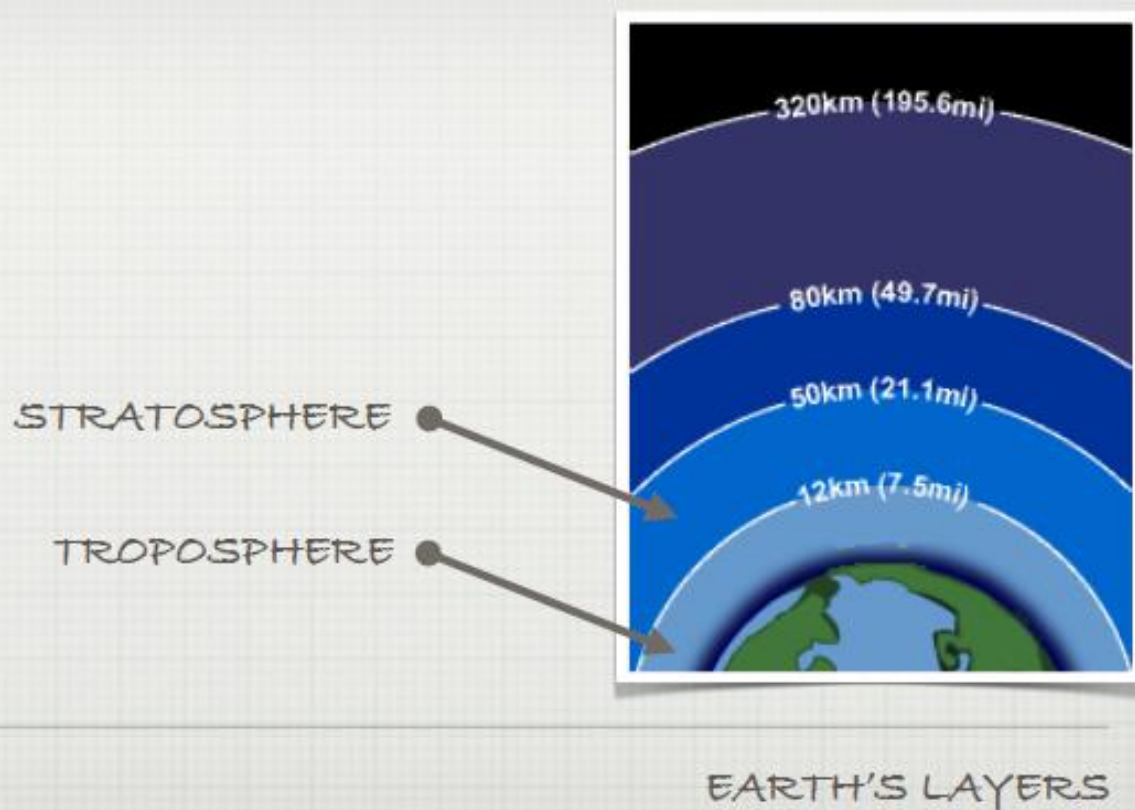 320km (195.6mi)
80km (49.7mi)
50km (21.1mi)
12km (7.5mi)
STRATOSPHERE
TROPOSPHERE
EARTH'S LAYERS